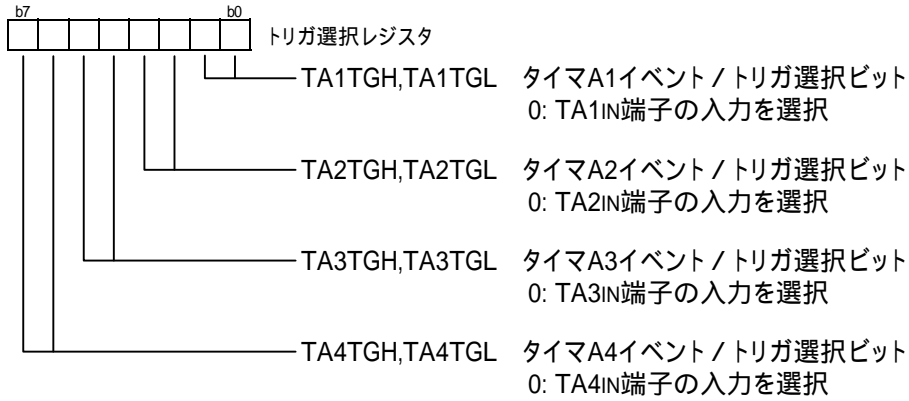 b7 b0
トリガ選択レジスタ
TA1TGH,TA1TGL タイマA1イベント / トリガ選択ビット
0: TA1IN端子の入力を選択
TA2TGH,TA2TGL タイマA2イベント / トリガ選択ビット
0: TA2IN端子の入力を選択
TA3TGH,TA3TGL タイマA3イベント / トリガ選択ビット
0: TA3IN端子の入力を選択
TA4TGH,TA4TGL タイマA4イベント / トリガ選択ビット
0: TA4IN端子の入力を選択